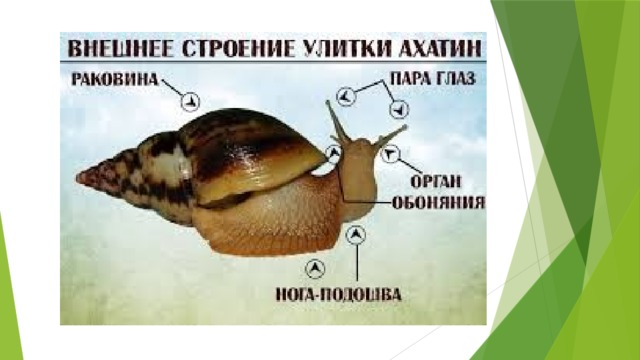 ВНЕШНЕЕ СТРОЕНИЕ УЛИТКИ АХАТИН
РАКОВИНА
ПАРА ГЛАЗ
ОРГАН
ОБОНЯНИЯ
НОГА-ПОДОШВА